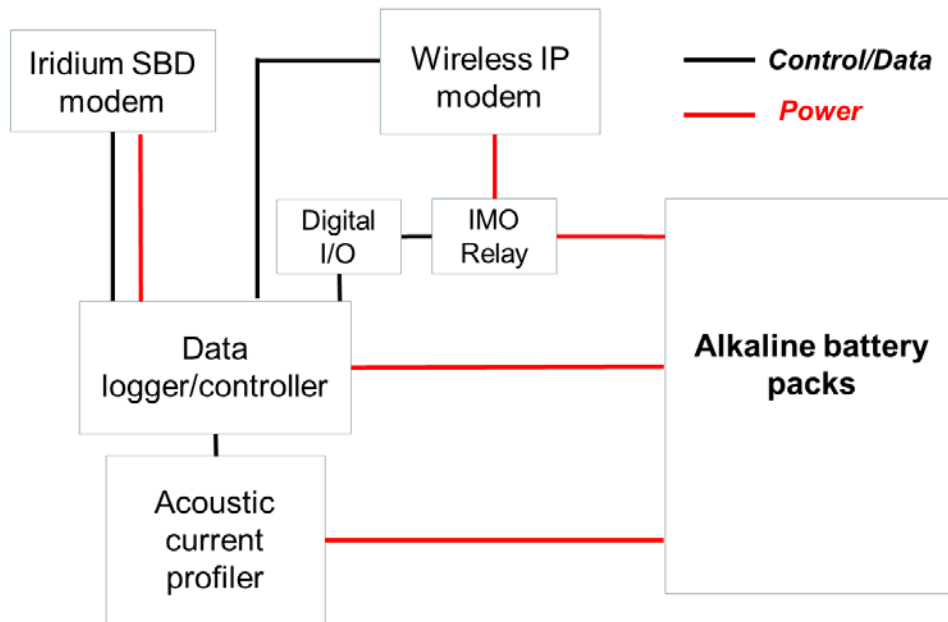 Iridium SBD
modem
Wireless IP
modem
Control/Data
Power
Digital
I/O
IMO
Relay
Data
logger/controller
Alkaline battery
packs
Acoustic
current
profiler